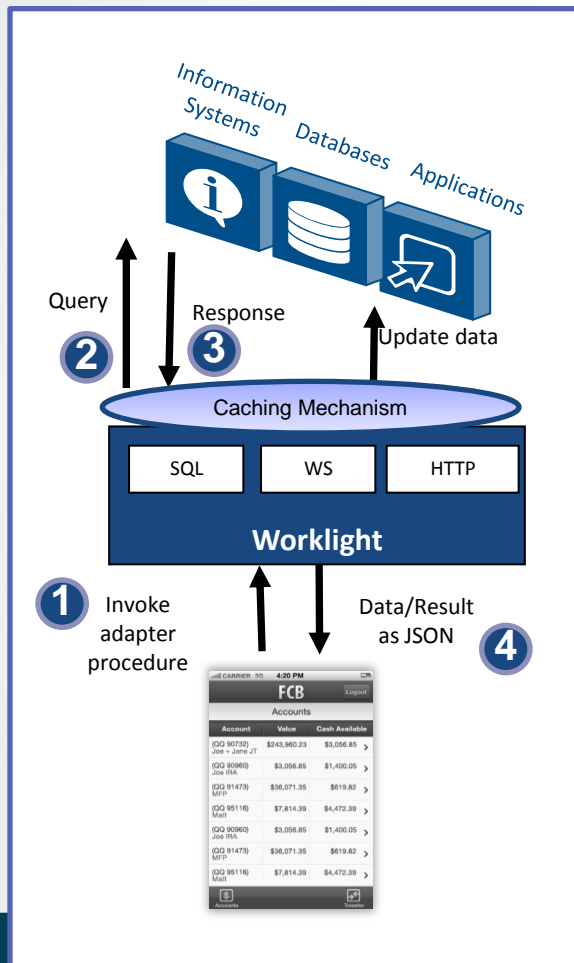 Information
Systems
Databases
Applications
Query
2
Response
3
Update data
Caching Mechanism
SQL
WS
HTTP
Worklight
1
Invoke
adapter
procedure
Data/Result
as JSON
4
CARRIER 3G 4:20 PM
FCB
Logout
Accounts
Account Value Cash Available
(QQ 90732) $243,960.23 $3,056.85
Joe + Jane JT
(QQ 90960) $3,056.85 $1,400.05
Joe IRA
(QQ 91473) $36,071.35 $619.82
MFP
(QQ 95116) $7,814.39 $4,472.39
Matt
(QQ 90960) $3,056.85 $1,400.05
Joe IRA
(QQ 91473) $36,071.35 $619.82
MFP
(QQ 95116) $7,814.39 $4,472.39
Matt
$
Accounts Transfer